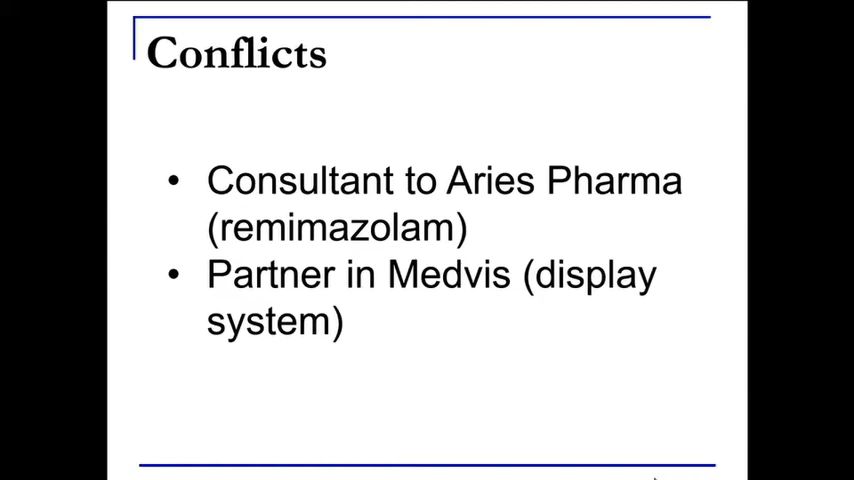 Conflicts
• Consultant to Aries Pharma
(remimazolam)
• Partner in Medvis (display
system)